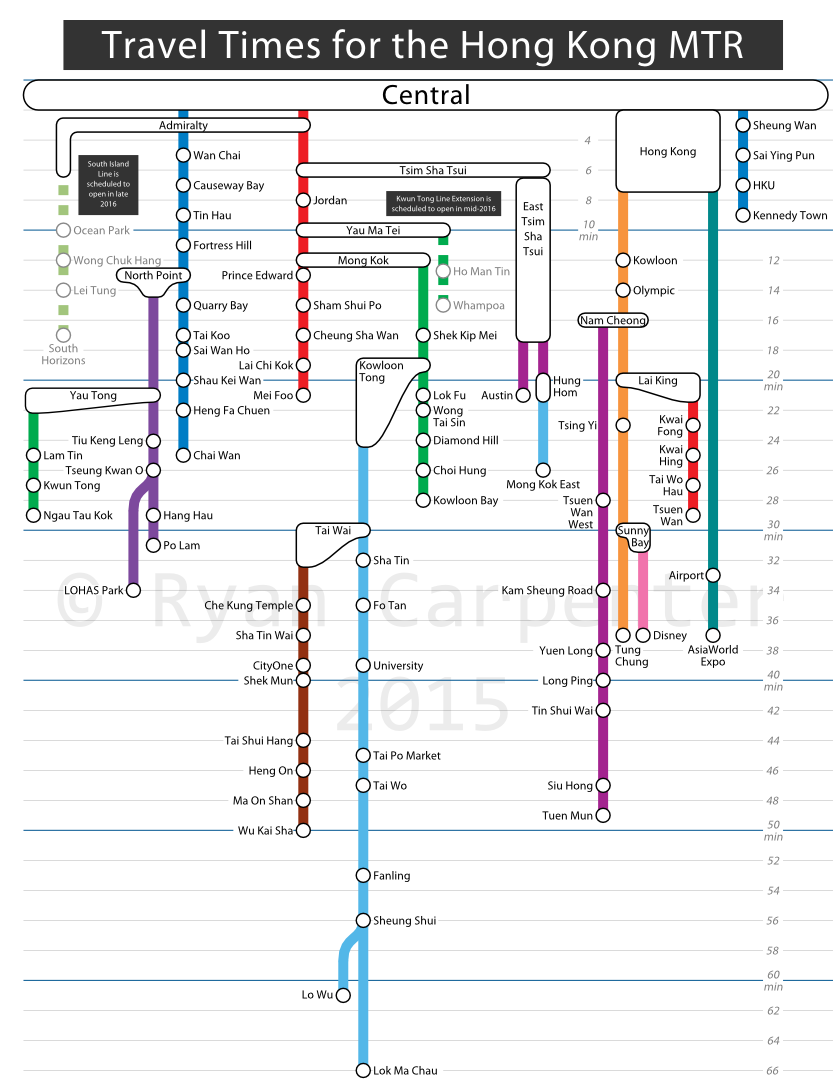 Travel Times for the Hong Kong MTR
Central
Admiralty
Hong Kong
Sheung Wan
4
Wan Chai
Sai Ying Pun
South Island
Line is
scheduled to
open in late
2016
Tsim Sha Tsui
6
Causeway Bay
HKU
Kwun Tong Line Extension is
scheduled to open in mid-2016
Jordan
8
East
Tsim
Sha
Tsui
Tin Hau
Kennedy Town
Ocean Park
Yau Ma Tei
10
min
Fortress Hill
Wong Chuk Hang
Mong Kok
Kowloon
12
North Point
Prince Edward
Ho Man Tin
Lei Tung
Olympic
14
Quarry Bay
Sham Shui Po
Whampoa
Nam Cheong
16
Tai Koo
Cheung Sha Wan
Shek Kip Mei
South
Horizons
Sai Wan Ho
18
Lai Chi Kok
Kowloon
Tong
Shau Kei Wan
Hung
Hom
Lai King
20
min
Yau Tong
Mei Foo
Lok Fu
Austin
Heng Fa Chuen
Wong
Tai Sin
22
Tsing Yi
Kwai
Fong
Tiu Keng Leng
Diamond Hill
24
Lam Tin
Chai Wan
Kwai
Hing
Tseung Kwan O
Choi Hung
Mong Kok East
26
Kwun Tong
Tai Wo
Hau
Kowloon Bay
Tsuen
Wan
West
28
Ngau Tau Kok
Hang Hau
Tsuen
Wan
Tai Wai
Sunny
Bay
30
min
Po Lam
Sha Tin
32
Airport
LOHAS Park
Kam Sheung Road
34
© Ryan Carpenter
2015
Che Kung Temple
Fo Tan
36
Sha Tin Wai
Tung
Chung
Disney
AsiaWorld
Expo
Yuen Long
38
CityOne
University
Shek Mun
Long Ping
40
min
Tin Shui Wai
42
Tai Shui Hang
44
Tai Po Market
Heng On
46
Tai Wo
Siu Hong
Ma On Shan
48
Tuen Mun
Wu Kai Sha
50
min
52
Fanling
54
Sheung Shui
56
58
60
min
Lo Wu
62
64
Lok Ma Chau
66